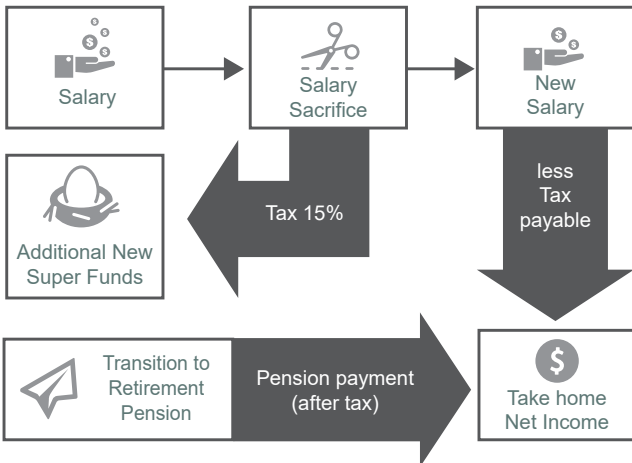 Salary
Salary
Sacrifice
New
Salary
less
Tax
payable
Tax 15%
Additional New
Super Funds
Transition to
Retirement
Pension
Pension payment
(after tax)
Take home
Net Income